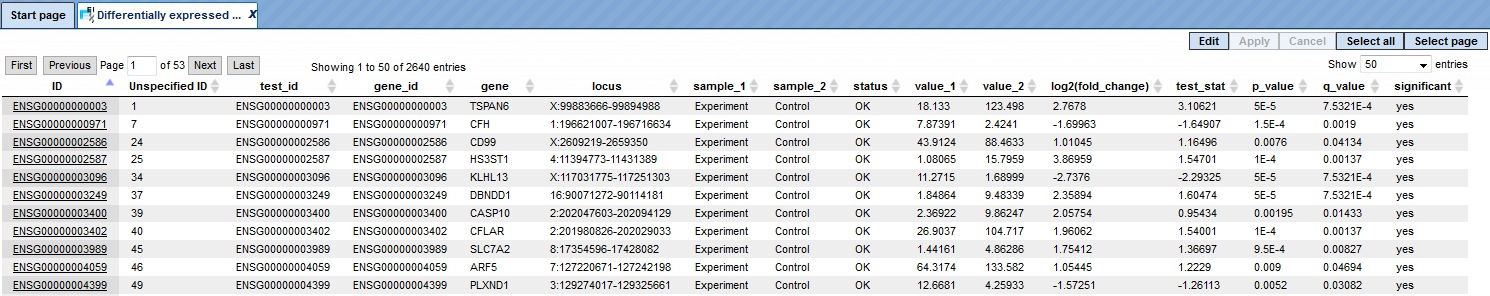 Start page Differentially expressed ... X
Edit Apply Cancel Select all Select page
First Previous Page 1 of 53 Next Last Showing 1 to 50 of 2640 entries Show 50 entries
ID Unspecified ID test_id gene_id gene locus sample_1 sample_2 status value_1 value_2 log2(fold_change) test_stat p_value q_value significant
ENSG00000000003 1 ENSG00000000003 ENSG00000000003 TSPAN6 X:99883666-99894988 Experiment Control OK 18.133 123.498 2.7678 3.10621 5E-5 7.5321E-4 yes
ENSG00000000971 7 ENSG00000000971 ENSG00000000971 CFH 1:196621007-196716634 Experiment Control OK 7.87391 2.4241 -1.69963 -1.64907 1.5E-4 0.0019 yes
ENSG00000002586 24 ENSG00000002586 ENSG00000002586 CD99 X:2609219-2659350 Experiment Control OK 43.9124 88.4633 1.01045 1.16496 0.0076 0.04134 yes
ENSG00000002587 25 ENSG00000002587 ENSG00000002587 HS3ST1 4:11394773-11431389 Experiment Control OK 1.08065 15.7959 3.86959 1.54701 1E-4 0.00137 yes
ENSG00000003096 34 ENSG00000003096 ENSG00000003096 KLHL13 X:117031775-117251303 Experiment Control OK 11.2715 1.68999 -2.7376 -2.29325 5E-5 7.5321E-4 yes
ENSG00000003249 37 ENSG00000003249 ENSG00000003249 DBNDD1 16:90071272-90114181 Experiment Control OK 1.84864 9.48339 2.35894 1.60474 5E-5 7.5321E-4 yes
ENSG00000003400 39 ENSG00000003400 ENSG00000003400 CASP10 2:202047603-202094129 Experiment Control OK 2.36922 9.86247 2.05754 0.95434 0.00195 0.01433 yes
ENSG00000003402 40 ENSG00000003402 ENSG00000003402 CFLAR 2:201980826-202029033 Experiment Control OK 26.9037 104.717 1.96062 1.54001 1E-4 0.00137 yes
ENSG00000003989 45 ENSG00000003989 ENSG00000003989 SLC7A2 8:17354596-17428082 Experiment Control OK 1.44161 4.86286 1.75412 1.36697 9.5E-4 0.00827 yes
ENSG00000004059 46 ENSG00000004059 ENSG00000004059 ARF5 7:127220671-127242198 Experiment Control OK 64.3174 133.582 1.05445 1.2229 0.009 0.04694 yes
ENSG00000004399 49 ENSG00000004399 ENSG00000004399 PLXND1 3:129274017-129325661 Experiment Control OK 12.6681 4.25933 -1.57251 -1.26113 0.0052 0.03082 yes